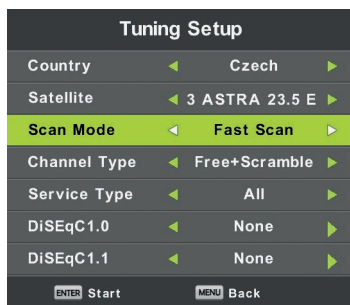 Tuning Setup
Country Czech
Satellite 3 ASTRA 23.5 E
Scan Mode Fast Scan
Channel Type Free+Scramble
Service Type All
DiSEqC1.0 None
DiSEqC1.1 None
ENTER Start MENU Back